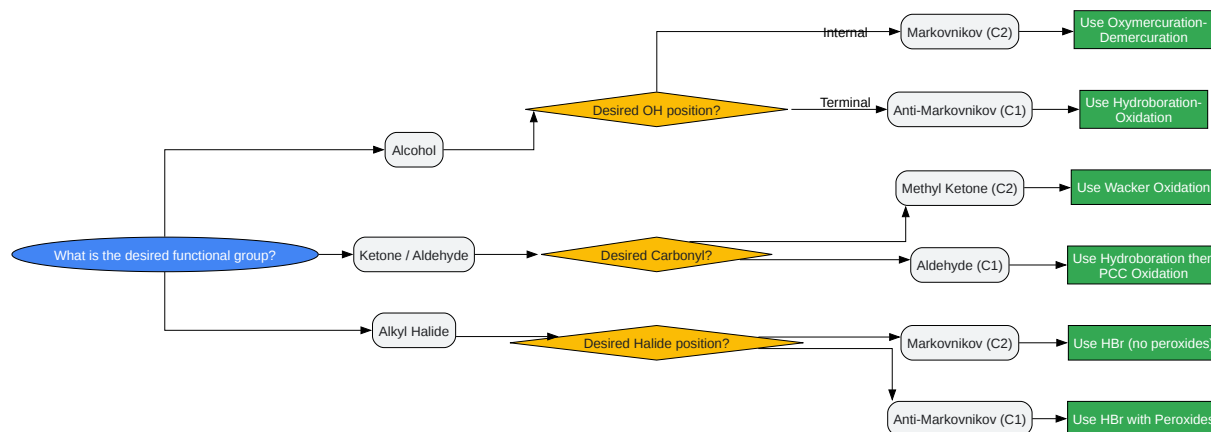 Internal
Markovnikov (C2)
Use Oxymercuration-
Demercuration
Desired OH position?
Terminal
Anti-Markovnikov (C1)
Use Hydroboration-
Oxidation
Alcohol
Methyl Ketone (C2)
Use Wacker Oxidation
What is the desired functional group?
Ketone / Aldehyde
Desired Carbonyl?
Aldehyde (C1)
Use Hydroboration then
PCC Oxidation
Alkyl Halide
Desired Halide position?
Markovnikov (C2)
Use HBr (no peroxides)
Anti-Markovnikov (C1)
Use HBr with Peroxides